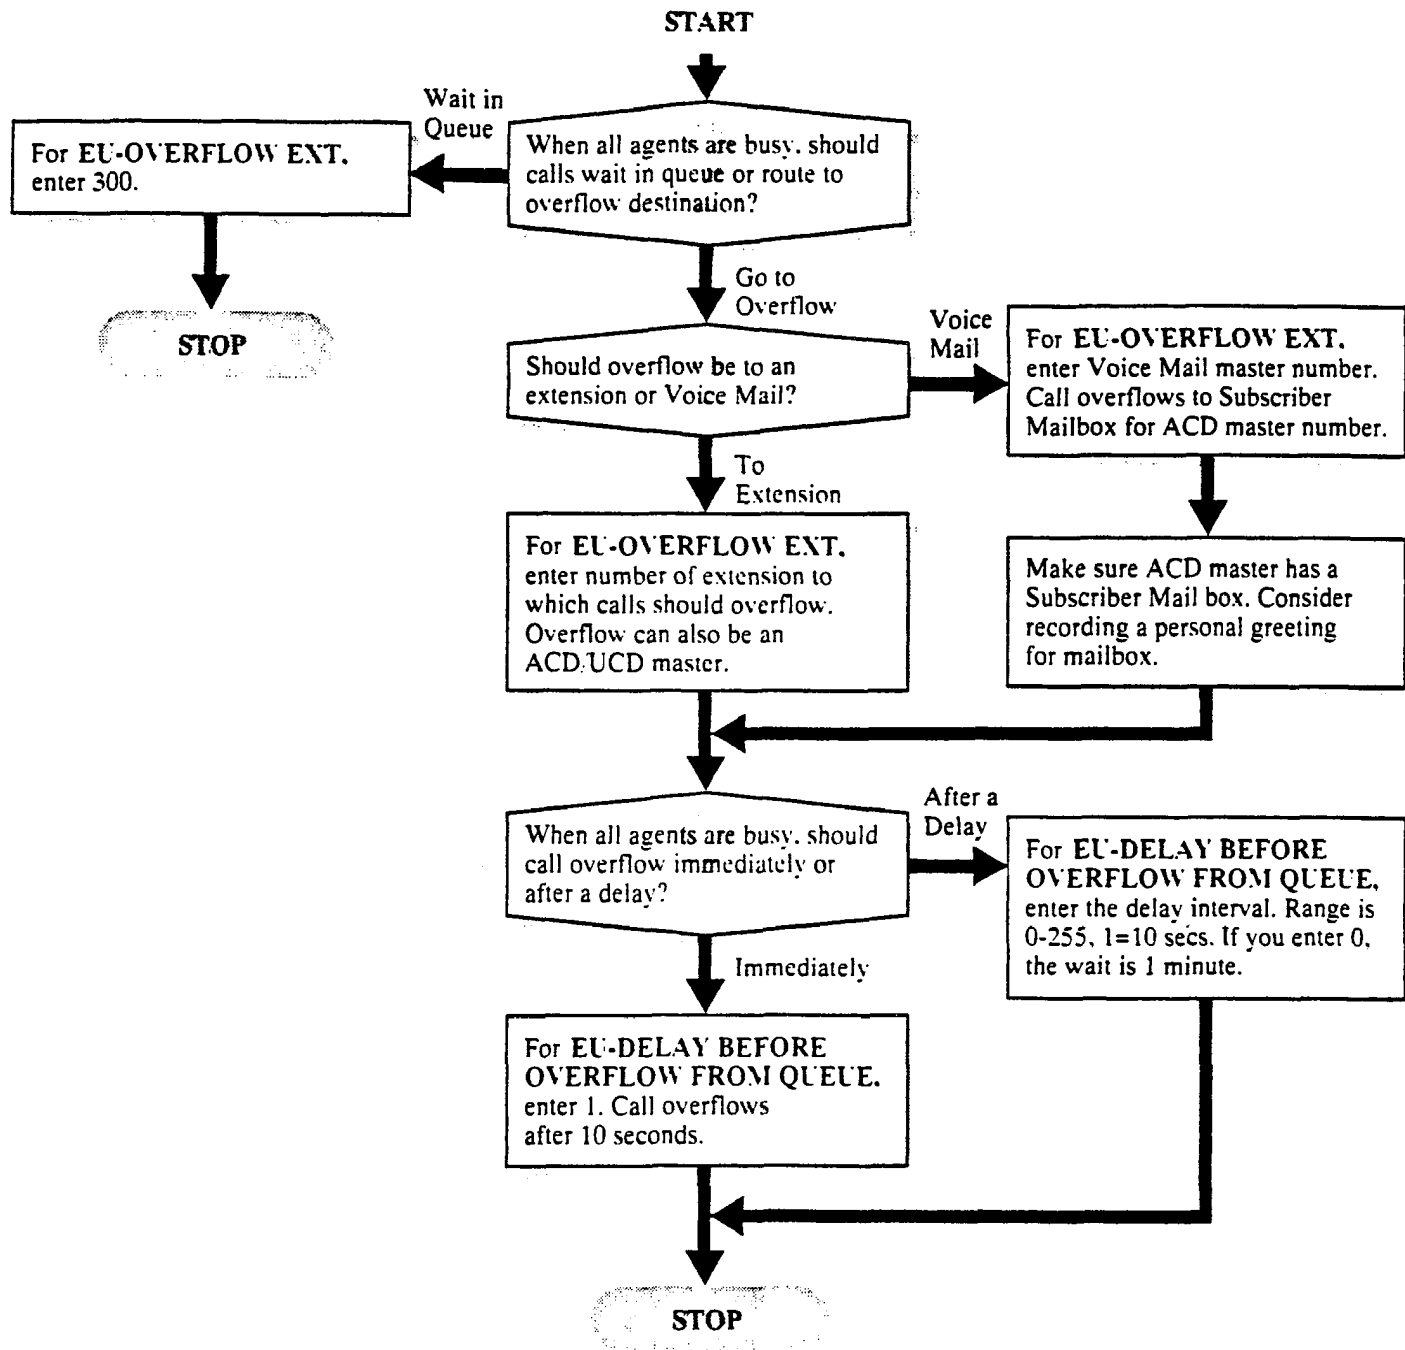 START
Wait in
Queue
For EU-OVERFLOW EXT.
enter 300.
When all agents are busy, should
calls wait in queue or route to
overflow destination?
STOP
Go to
Overflow
Should overflow be to an
extension or Voice Mail?
Voice
Mail
For EU-OVERFLOW EXT.
enter Voice Mail master number.
Call overflows to Subscriber
Mailbox for ACD master number.
To
Extension
For EU-OVERFLOW EXT.
enter number of extension to
which calls should overflow.
Overflow can also be an
ACD/UCD master.
Make sure ACD master has a
Subscriber Mail box. Consider
recording a personal greeting
for mailbox.
When all agents are busy, should
call overflow immediately or
after a delay?
After a
Delay
For EU-DELAY BEFORE
OVERFLOW FROM QUEUE,
enter the delay interval. Range is
0-255, 1=10 secs. If you enter 0,
the wait is 1 minute.
Immediately
For EU-DELAY BEFORE
OVERFLOW FROM QUEUE,
enter 1. Call overflows
after 10 seconds.
STOP